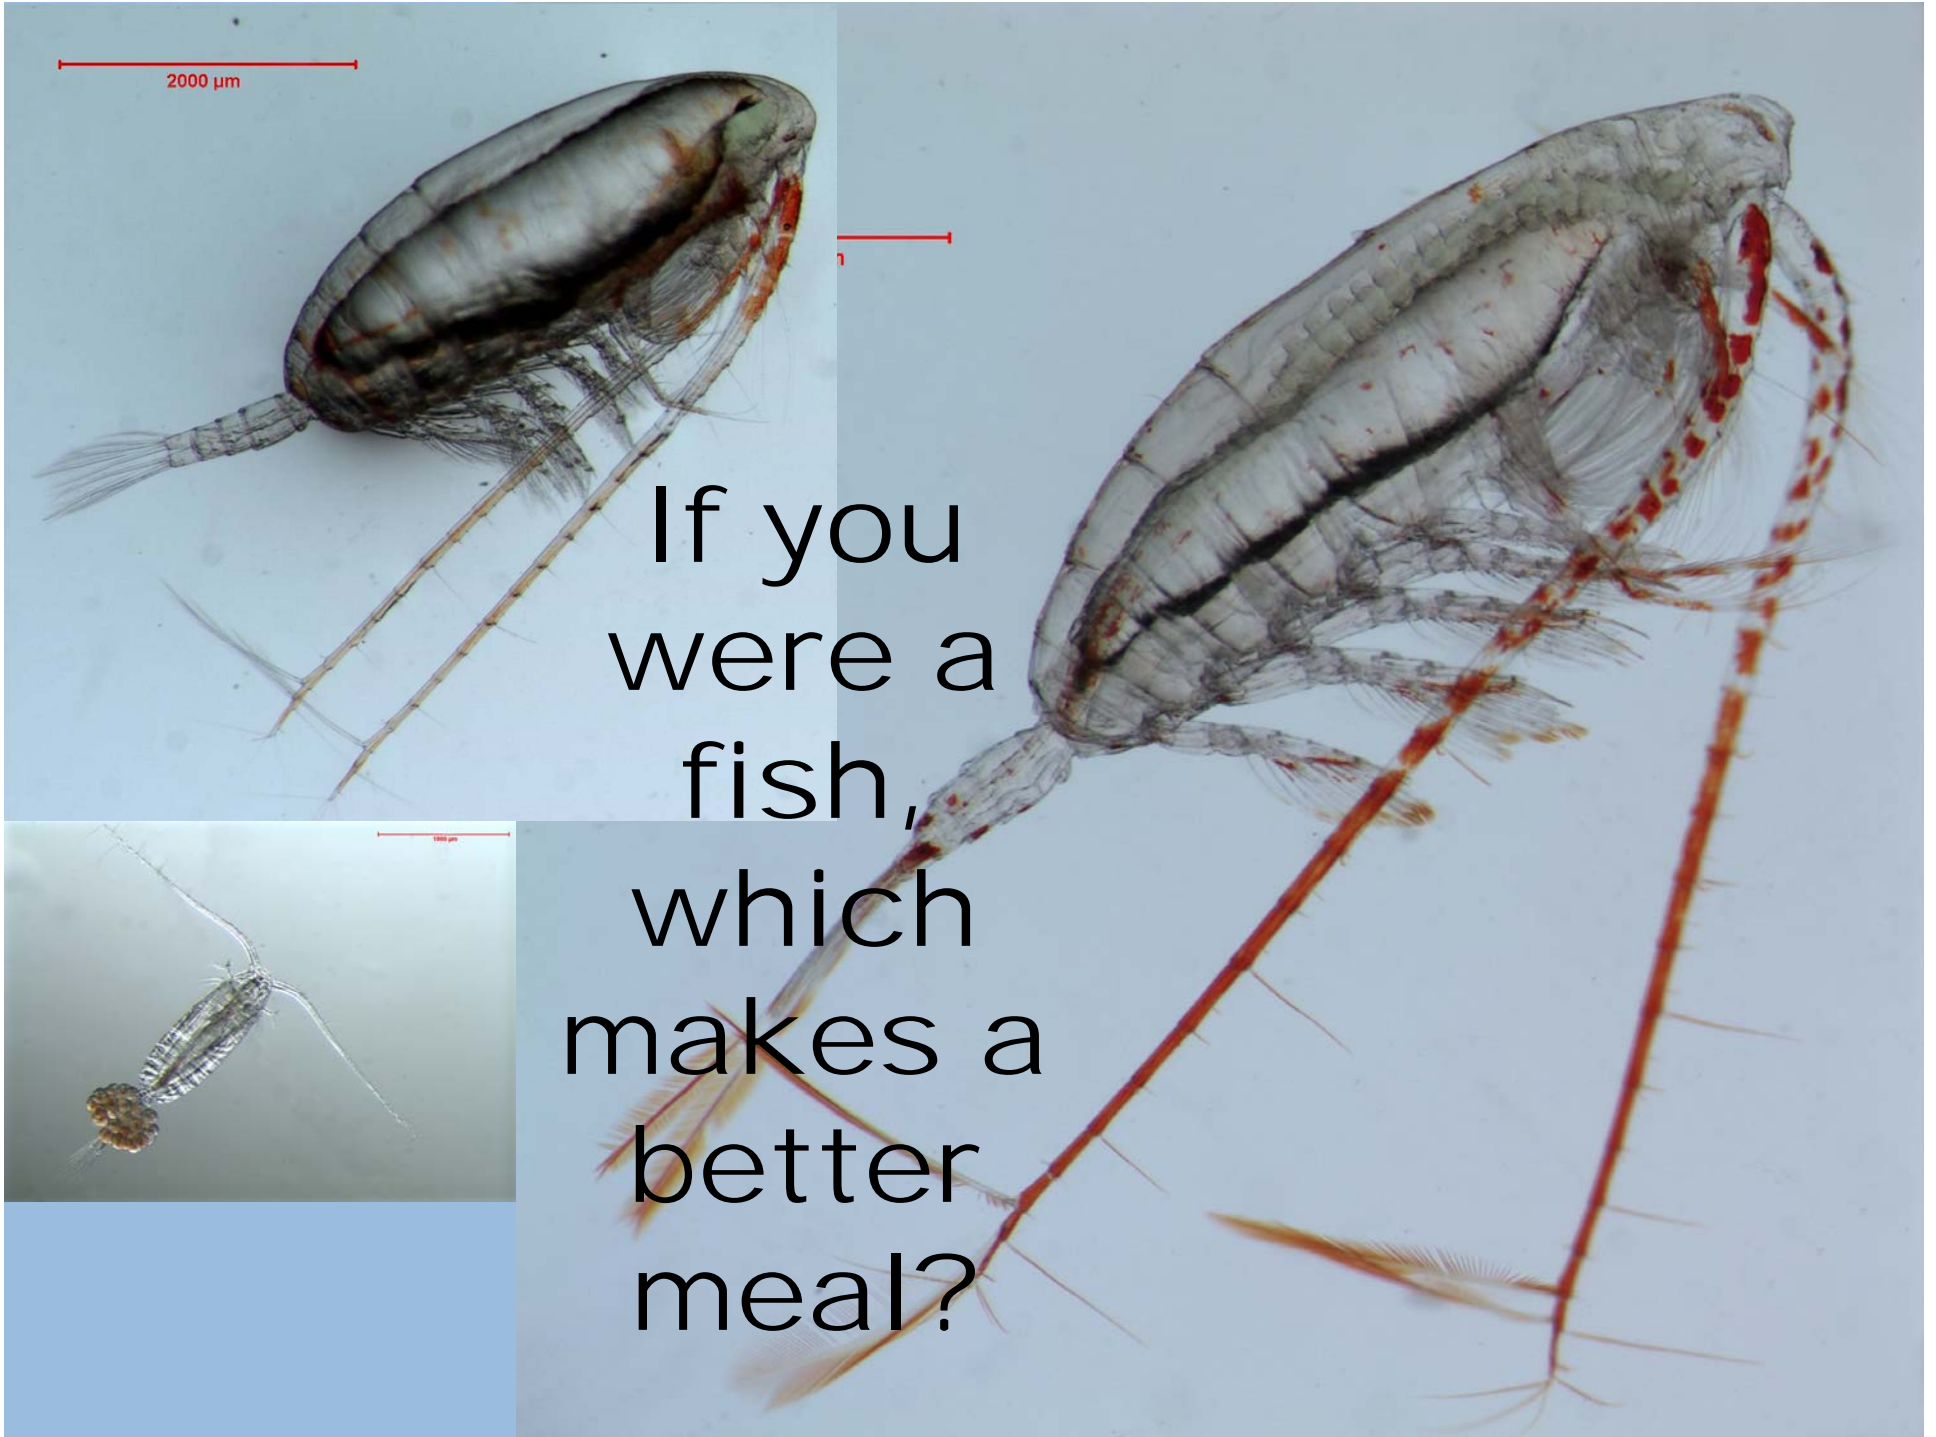 2000 µm
If you
were a
fish,
which
makes a
better
meal?